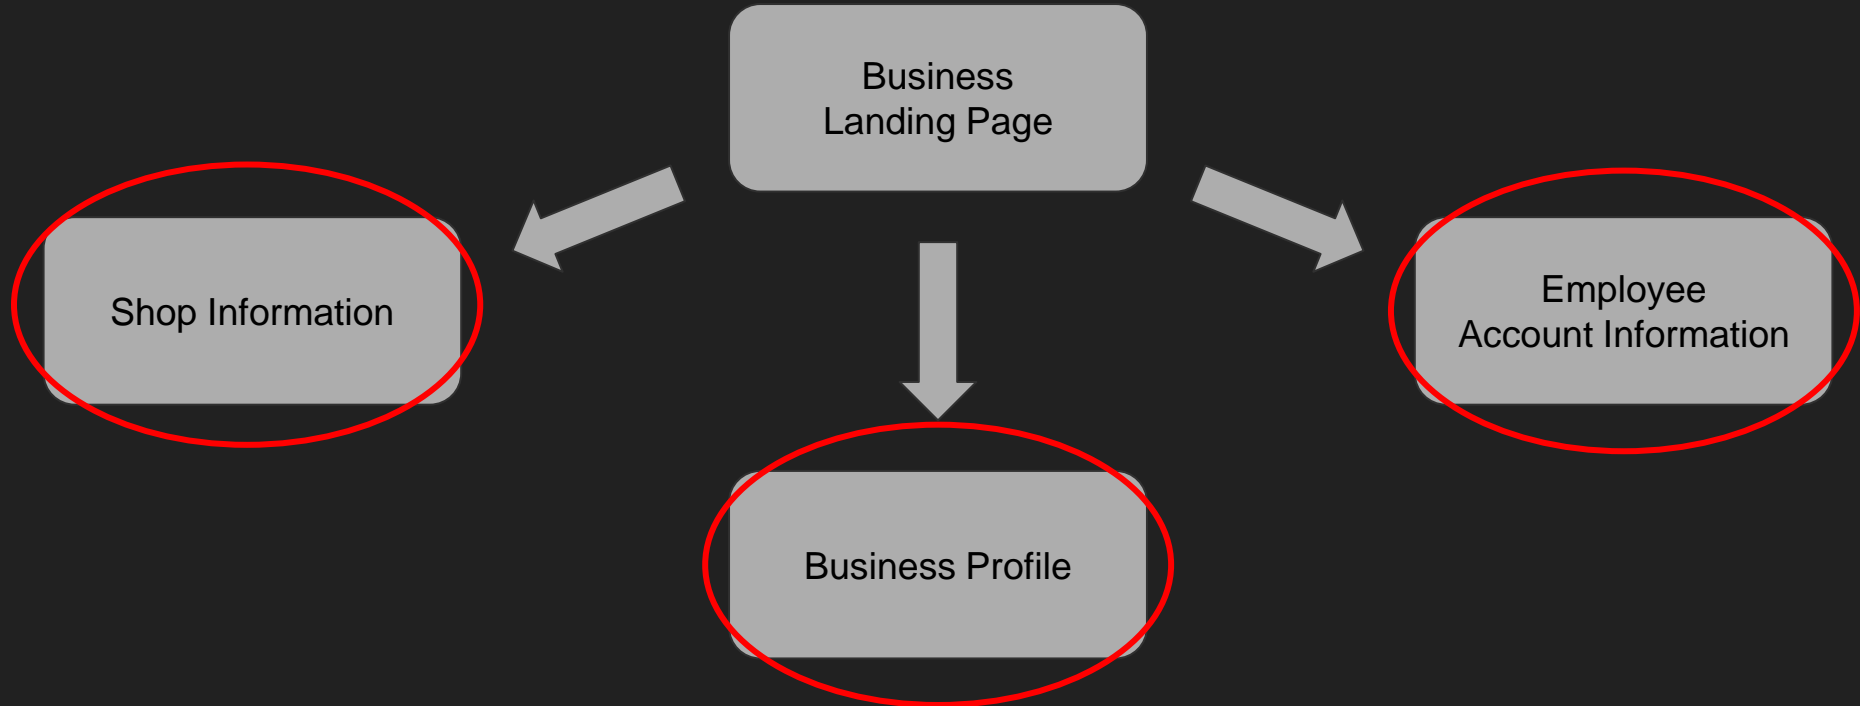 Business
Landing Page
Shop Information
Employee
Account Information
Business Profile